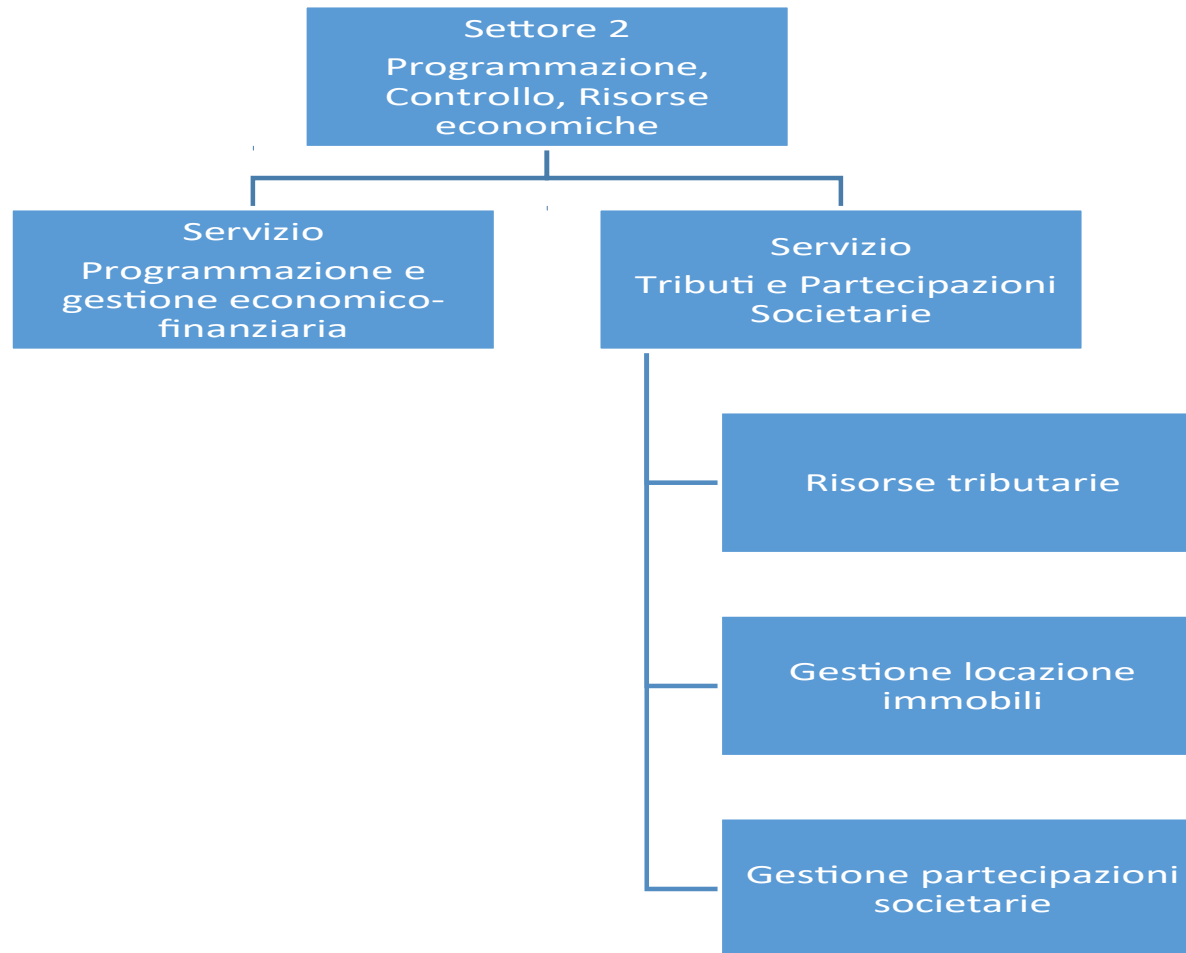 Settore 2
Programmazione,
Controllo, Risorse
economiche
Servizio
Programmazione e
gestione economico-
finanziaria
Servizio
Tributi e Partecipazioni
Societarie
Risorse tributarie
Gestione locazione
immobili
Gestione partecipazioni
societarie